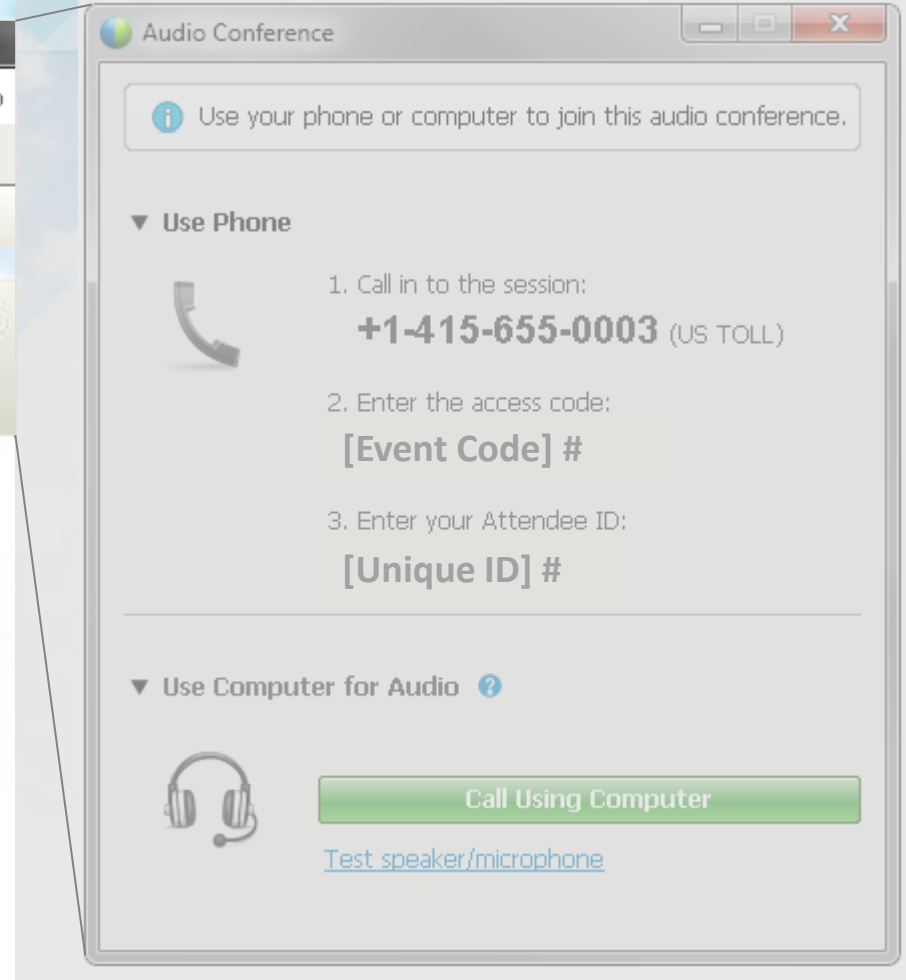 Audio Conference
Use your phone or computer to join this audio conference.
Use Phone
1. Call in to the session:
+1-415-655-0003 (US TOLL)
2. Enter the access code:
[Event Code] #
3. Enter your Attendee ID:
[Unique ID] #
Use Computer for Audio
Call Using Computer
Test speaker/microphone